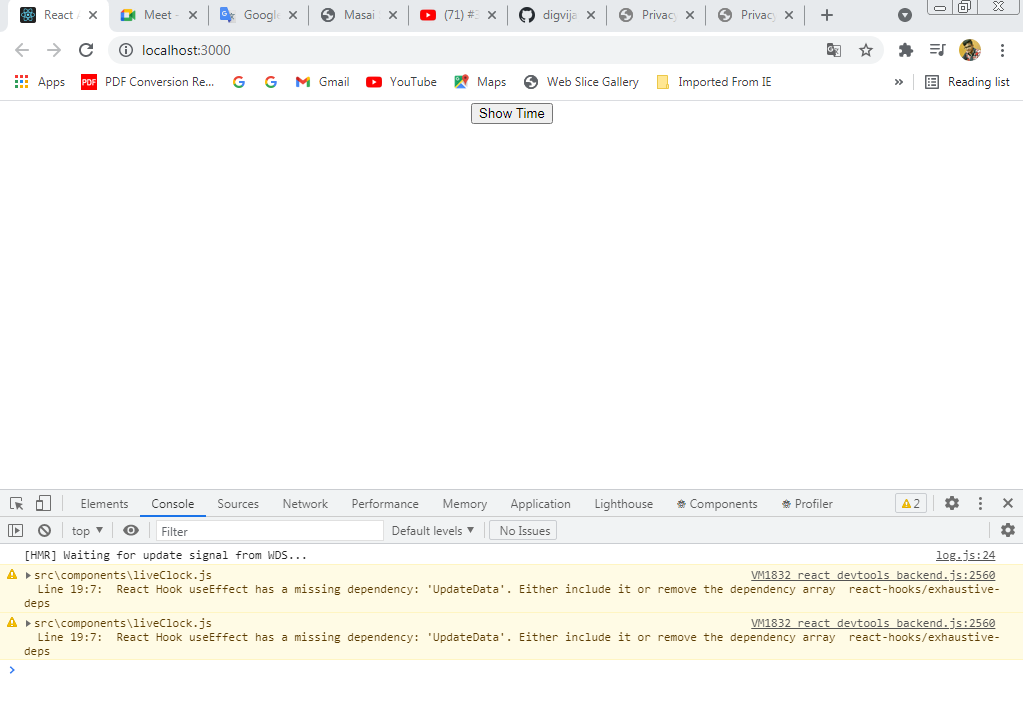 React A Meet - Google Masai (71) #3 digvija Privacy Privacy
localhost:3000
Apps PDF PDF Conversion Re... Gmail YouTube Maps Web Slice Gallery Imported From IE » Reading list
Show Time
Elements Console Sources Network Performance Memory Application Lighthouse Components Profiler 2
top ▼ Filter Default levels ▼ No Issues
[HMR] Waiting for update signal from WDS... log.js:24
src\components\liveClock.js VM1832 react_devtools_backend.js:2560
Line 19:7: React Hook useEffect has a missing dependency: 'UpdateData'. Either include it or remove the dependency array react-hooks/exhaustive-
deps
src\components\liveClock.js VM1832 react_devtools_backend.js:2560
Line 19:7: React Hook useEffect has a missing dependency: 'UpdateData'. Either include it or remove the dependency array react-hooks/exhaustive-
deps